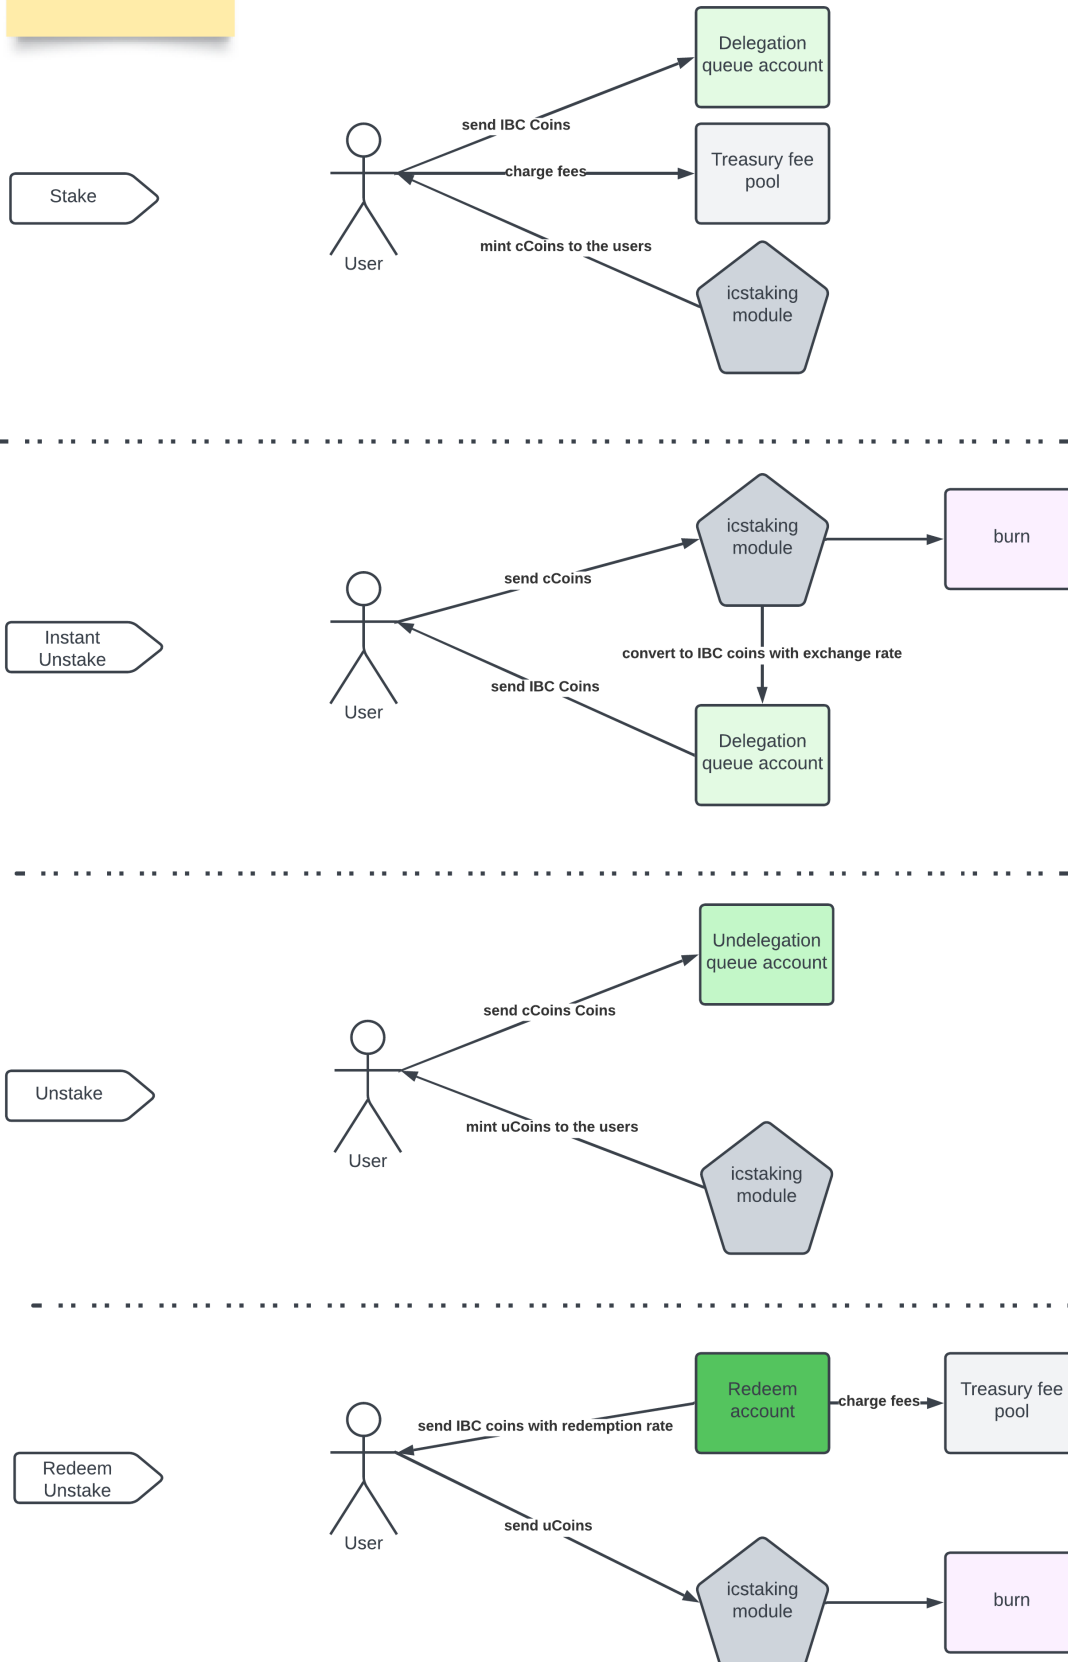 Delegation
queue account
send IBC Coins
Treasury fee
pool
charge fees
Stake
mint cCoins to the users
User
icstaking
module
icstaking
module
burn
send cCoins
Instant
Unstake
convert to IBC coins with exchange rate
send IBC Coins
User
Delegation
queue account
Undelegation
queue account
send cCoins Coins
Unstake
mint uCoins to the users
User
icstaking
module
Redeem
account
charge fees
Treasury fee
pool
send IBC coins with redemption rate
Redeem
Unstake
send uCoins
User
icstaking
module
burn